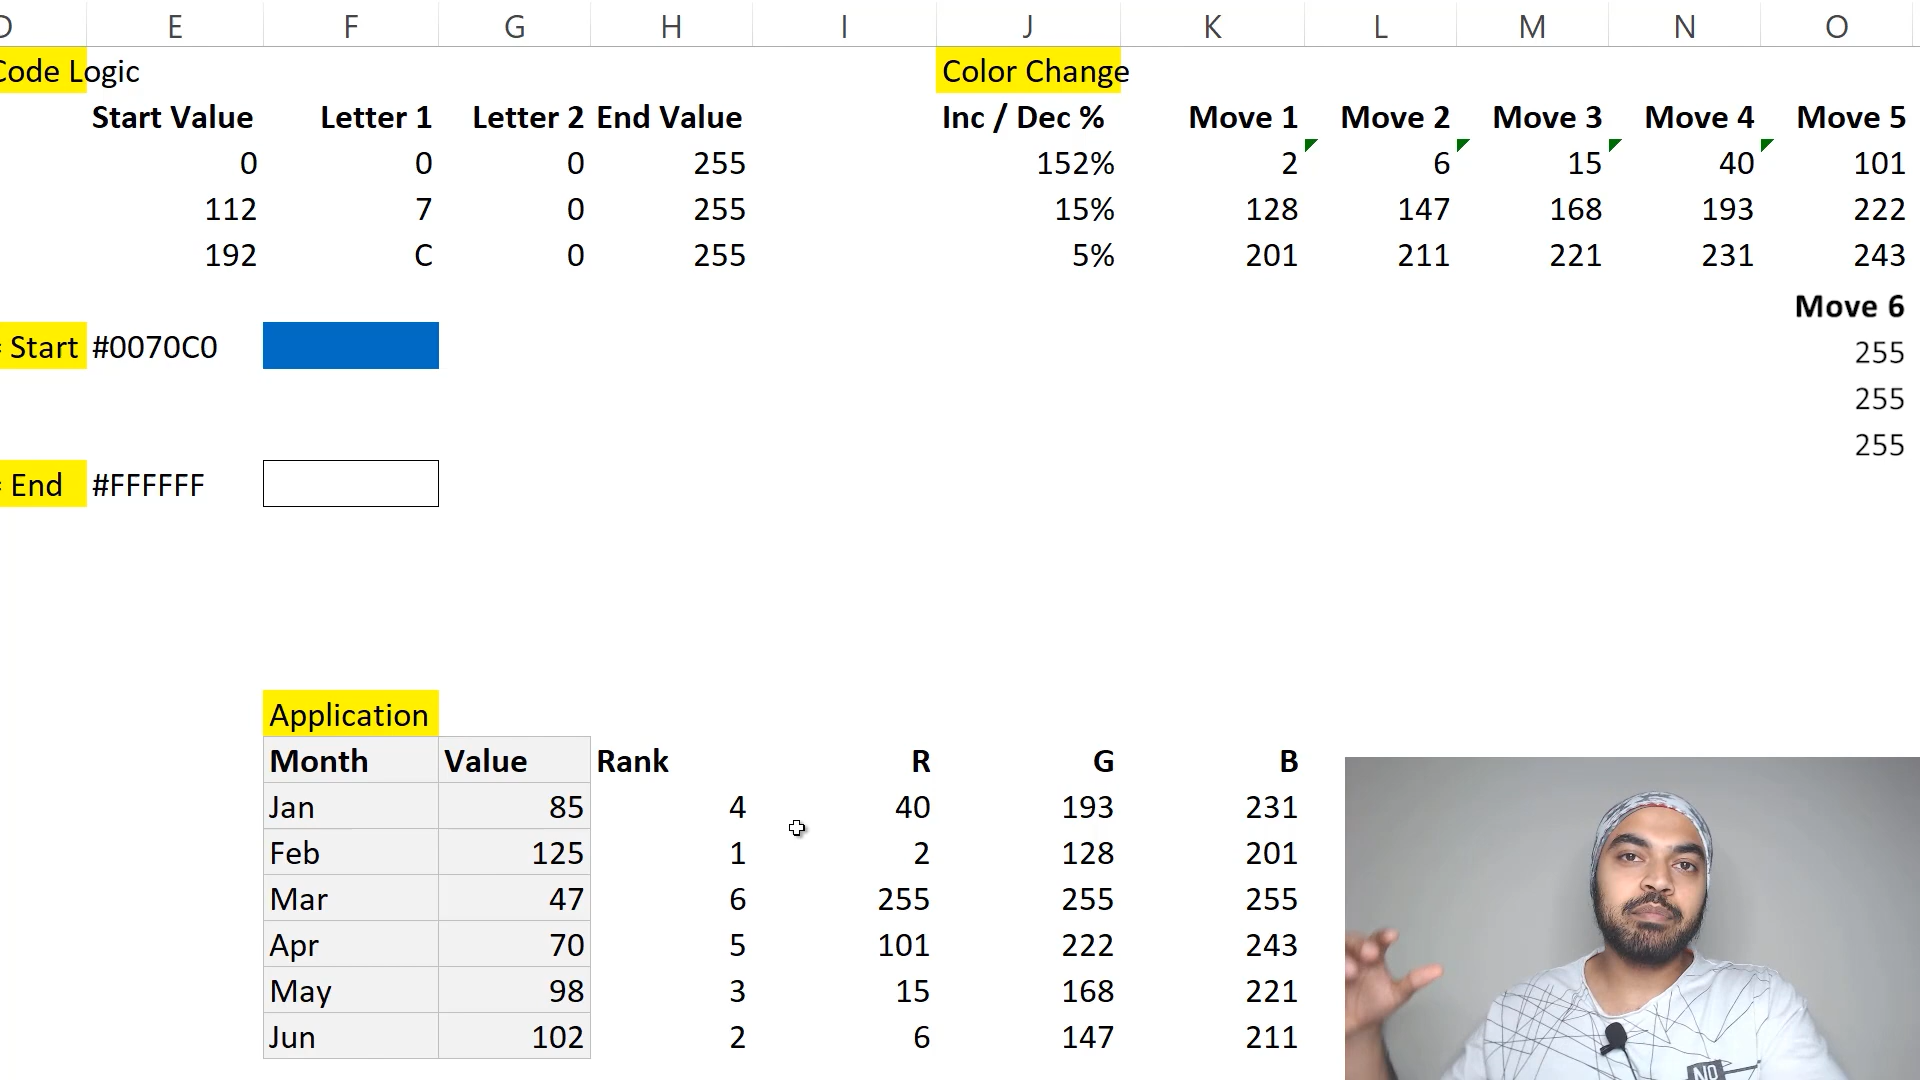 D E F G H I J K L M N O
Code Logic Color Change
Start Value Letter 1 Letter 2 End Value Inc / Dec % Move 1 Move 2 Move 3 Move 4 Move 5
0 0 0 255 152% 2 6 15 40 101
112 7 0 255 15% 128 147 168 193 222
192 C 0 255 5% 201 211 221 231 243
Move 6
= Start #0070C0 255
255
255
= End #FFFFFF
Application
Month Value Rank R G B
Jan 85 4 40 193 231
Feb 125 1 2 128 201
Mar 47 6 255 255 255
Apr 70 5 101 222 243
May 98 3 15 168 221
Jun 102 2 6 147 211
NO